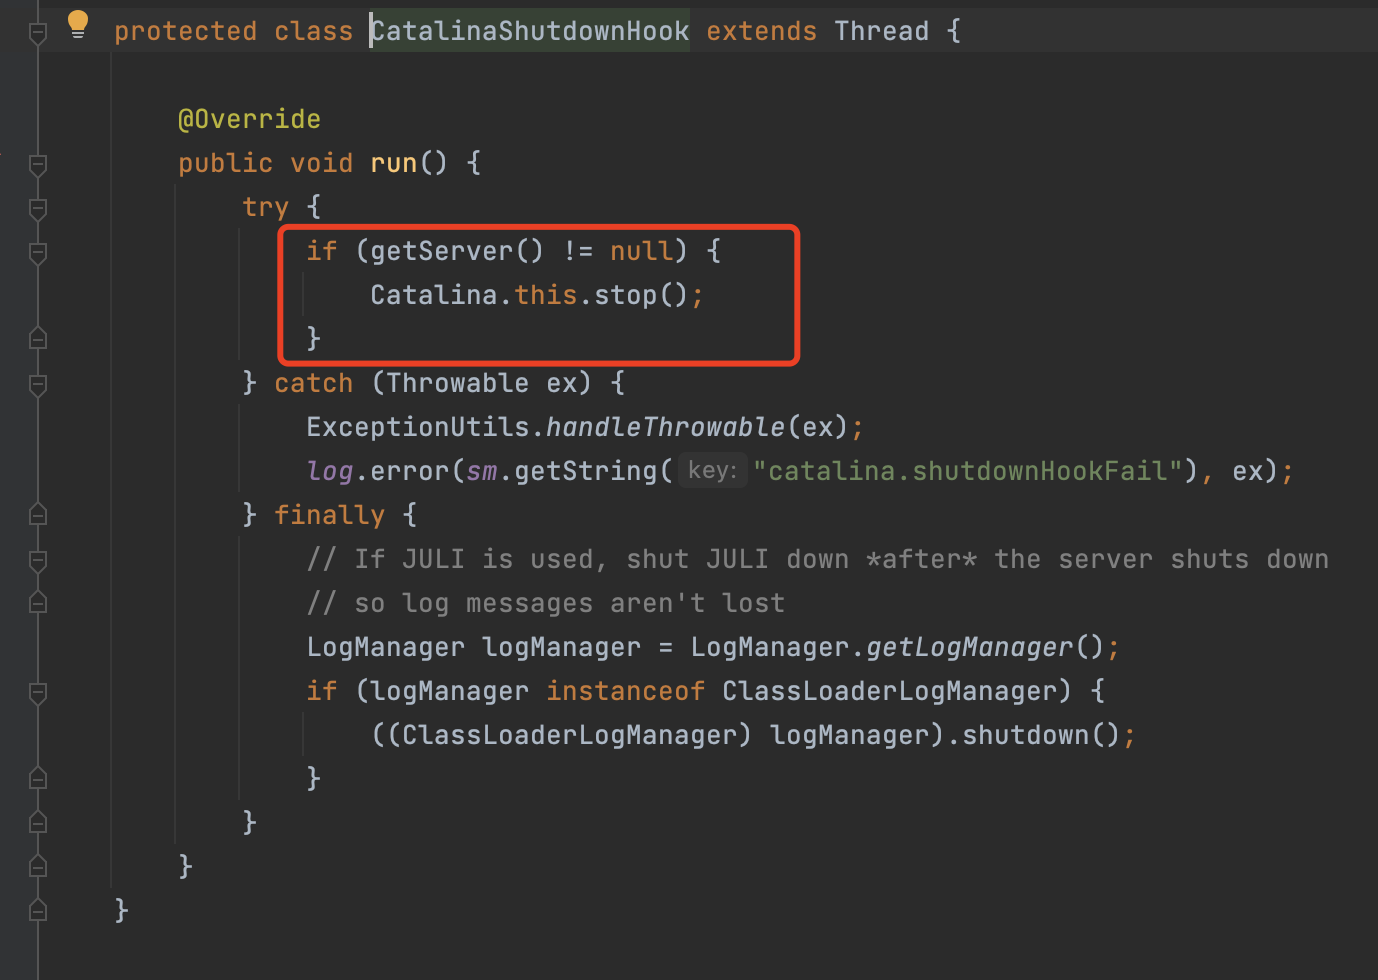 protected class CatalinaShutdownHook extends Thread {
@Override
public void run() {
try {
if (getServer() != null) {
Catalina.this.stop();
}
} catch (Throwable ex) {
ExceptionUtils.handleThrowable(ex);
log.error(sm.getString( key: "catalina.shutdownHookFail"), ex);
} finally {
// If JULI is used, shut JULI down *after* the server shuts down
// so log messages aren't lost
LogManager logManager = LogManager.getLogManager();
if (logManager instanceof ClassLoaderLogManager) {
((ClassLoaderLogManager) logManager).shutdown();
}
}
}
}